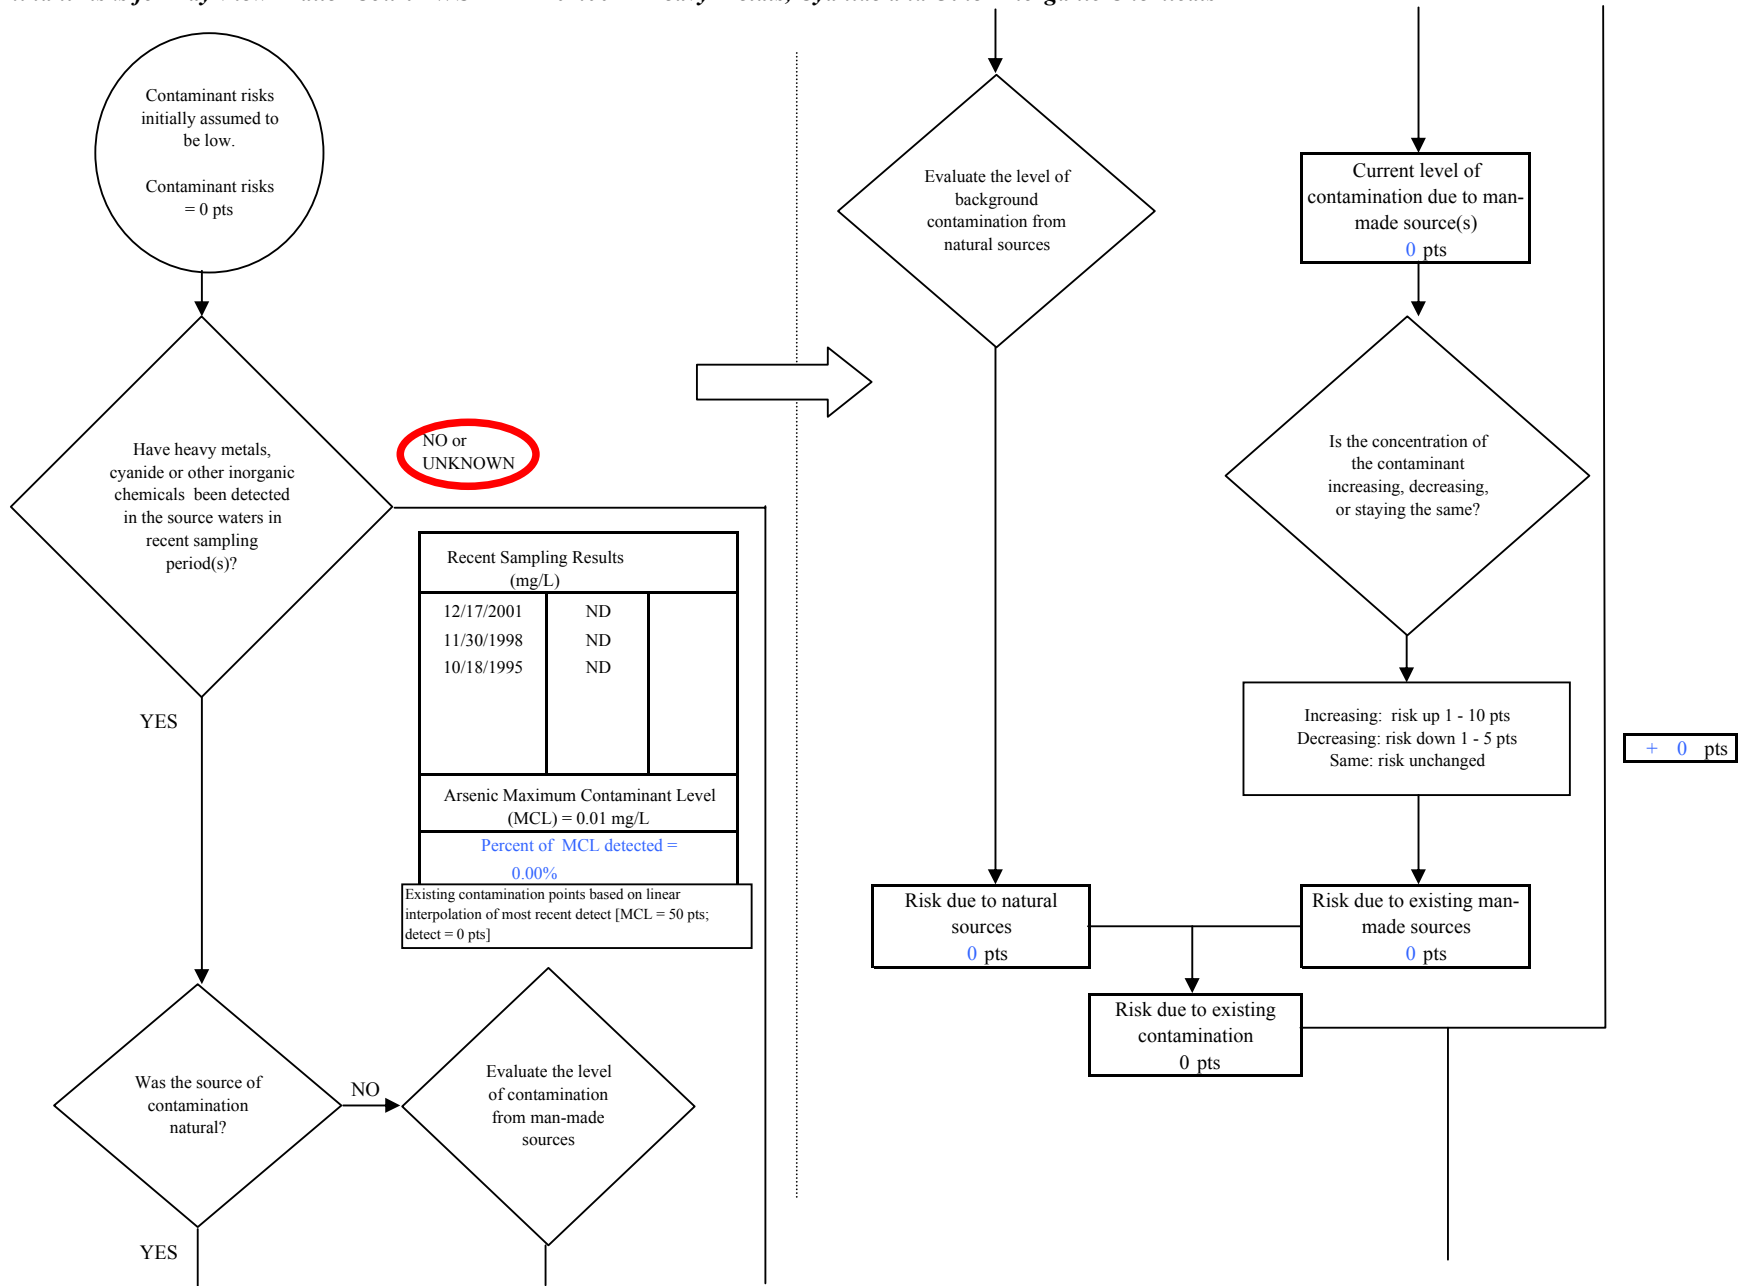 Contaminant risks
initially assumed to
be low.
Contaminant risks
= 0 pts
Have heavy metals,
cyanide or other inorganic
chemicals been detected
in the source waters in
recent sampling
period(s)?
NO or
UNKNOWN
YES
Recent Sampling Results
(mg/L)
12/17/2001 ND
11/30/1998 ND
10/18/1995 ND
Arsenic Maximum Contaminant Level
(MCL) = 0.01 mg/L
Percent of MCL detected =
0.00%
Existing contamination points based on linear
interpolation of most recent detect [MCL = 50 pts;
detect = 0 pts]
Was the source of
contamination
natural?
NO
YES
Evaluate the level
of contamination
from man-made
sources
Evaluate the level of
background
contamination from
natural sources
Current level of
contamination due to man-
made source(s)
0 pts
Is the concentration of
the contaminant
increasing, decreasing,
or staying the same?
Increasing: risk up 1 - 10 pts
Decreasing: risk down 1 - 5 pts
Same: risk unchanged
+ 0 pts
Risk due to natural
sources
0 pts
Risk due to existing man-
made sources
0 pts
Risk due to existing
contamination
0 pts